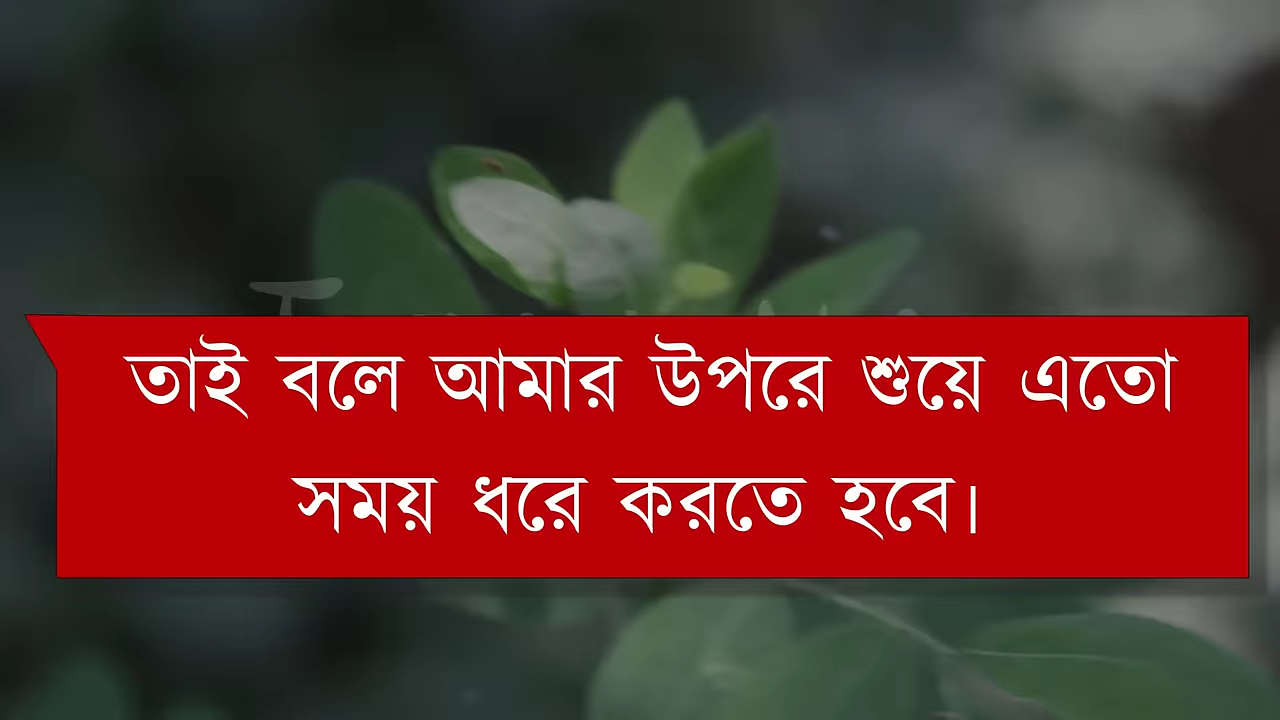 তাই বলে আমার উপরে শুয়ে এতো
সময় ধরে করতে হবে।